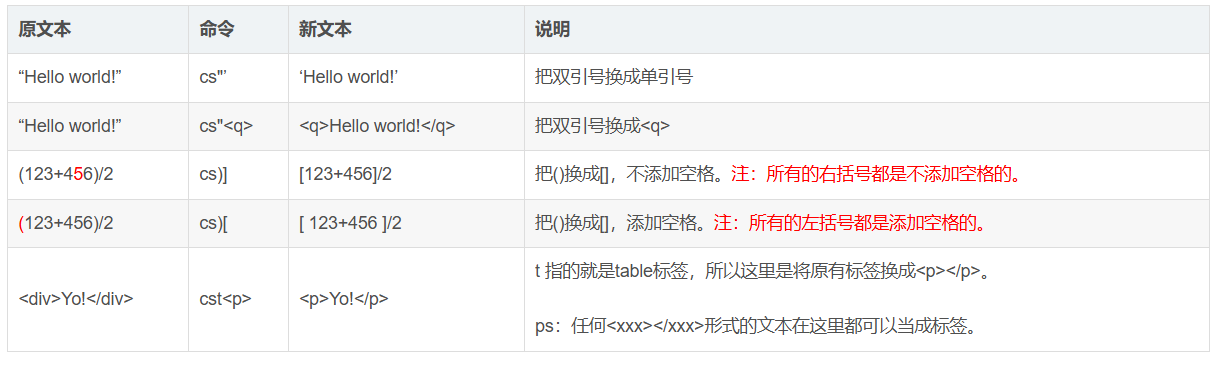 原文本 命令 新文本 说明
“Hello world!” cs"’ ‘Hello world!’ 把双引号换成单引号
“Hello world!” cs"<q> <q>Hello world!</q> 把双引号换成<q>
(123+456)/2 cs)] [123+456]/2 把()换成[]，不添加空格。注：所有的右括号都是不添加空格的。
(123+456)/2 cs)[ [ 123+456 ]/2 把()换成[]，添加空格。注：所有的左括号都是添加空格的。
<div>Yo!</div> cst<p> <p>Yo!</p> t 指的就是table标签，所以这里是将原有标签换成<p></p>。
ps：任何<xxx></xxx>形式的文本在这里都可以当成标签。